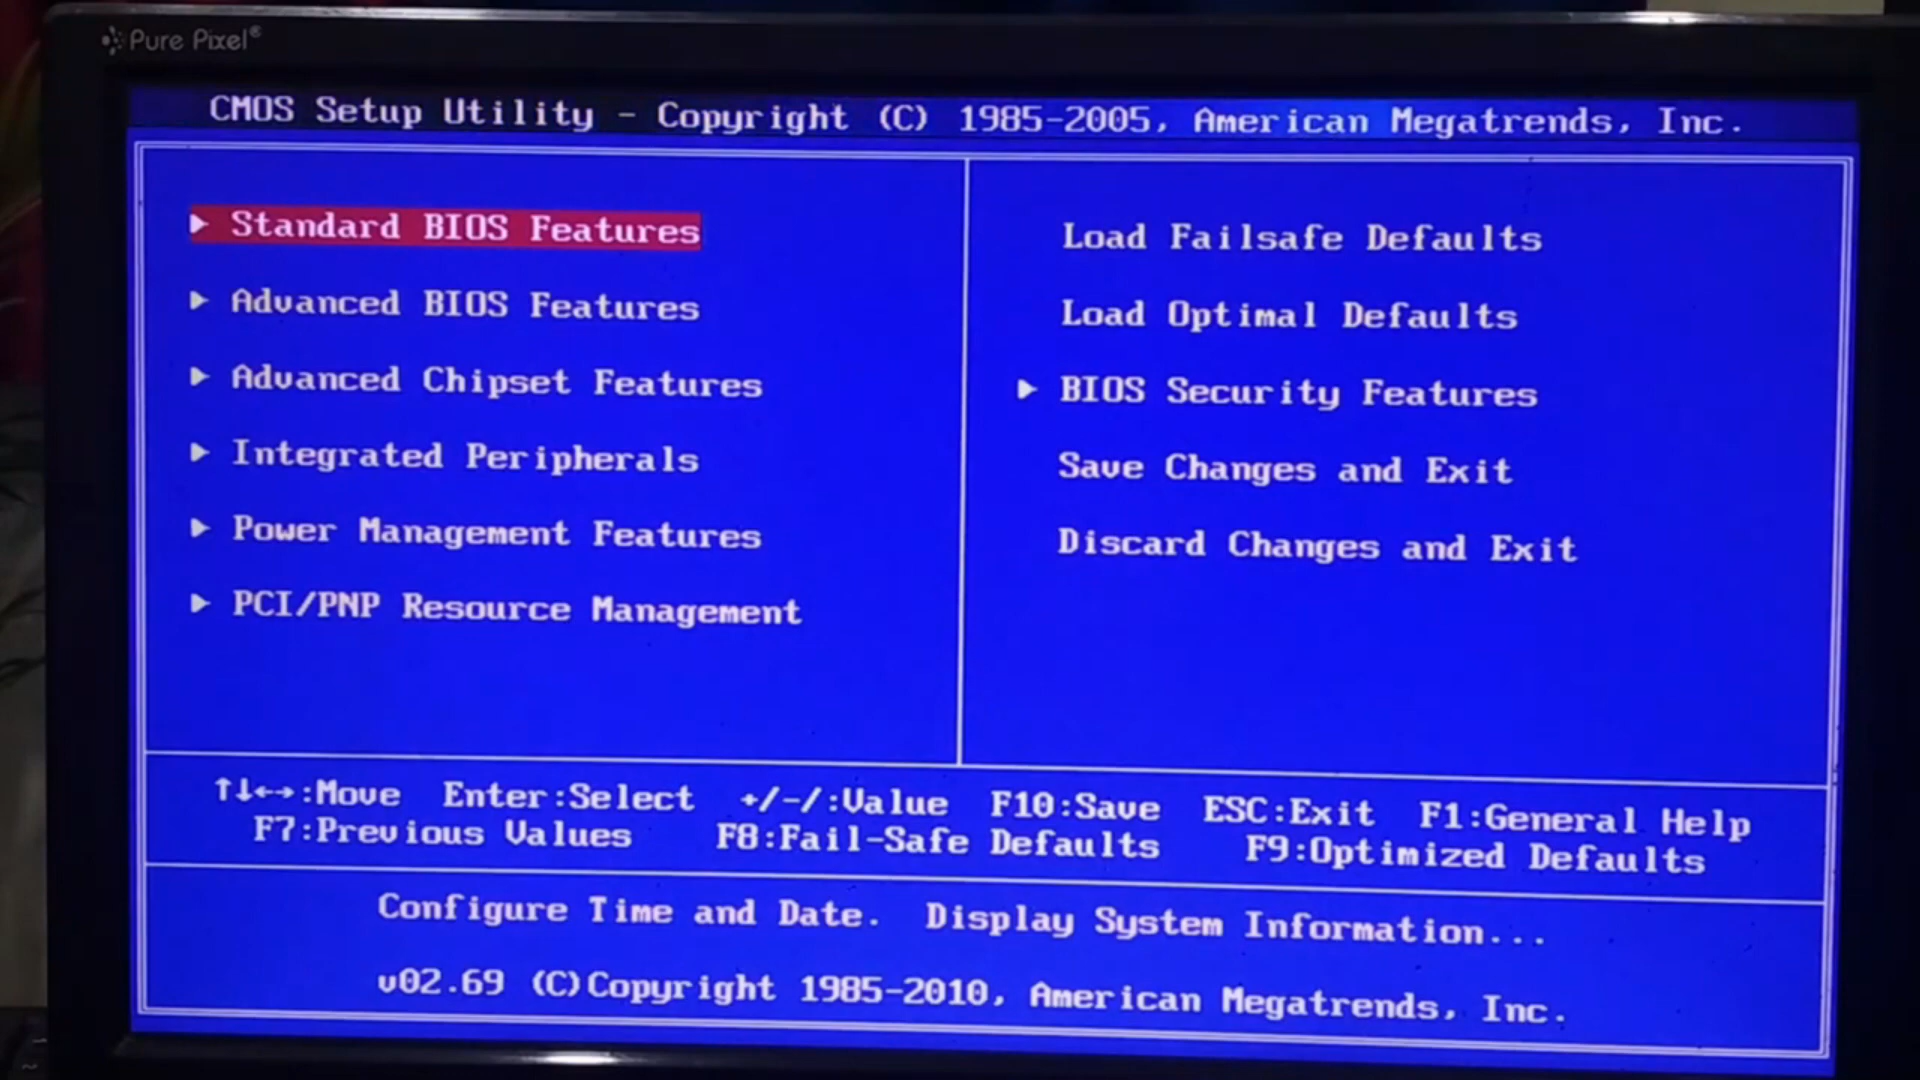 Pure Pixel®
CMOS Setup Utility - Copyright (C) 1985-2005, American Megatrends, Inc.
▶ Standard BIOS Features
▶ Advanced BIOS Features
▶ Advanced Chipset Features
▶ Integrated Peripherals
▶ Power Management Features
▶ PCI/PNP Resource Management
Load Failsafe Defaults
Load Optimal Defaults
▶ BIOS Security Features
Save Changes and Exit
Discard Changes and Exit
↑↓←→:Move Enter:Select +/-/:Value F10:Save ESC:Exit F1:General Help
F7:Previous Values F8:Fail-Safe Defaults F9:Optimized Defaults
Configure Time and Date. Display System Information...
v02.69 (C)Copyright 1985-2010, American Megatrends, Inc.